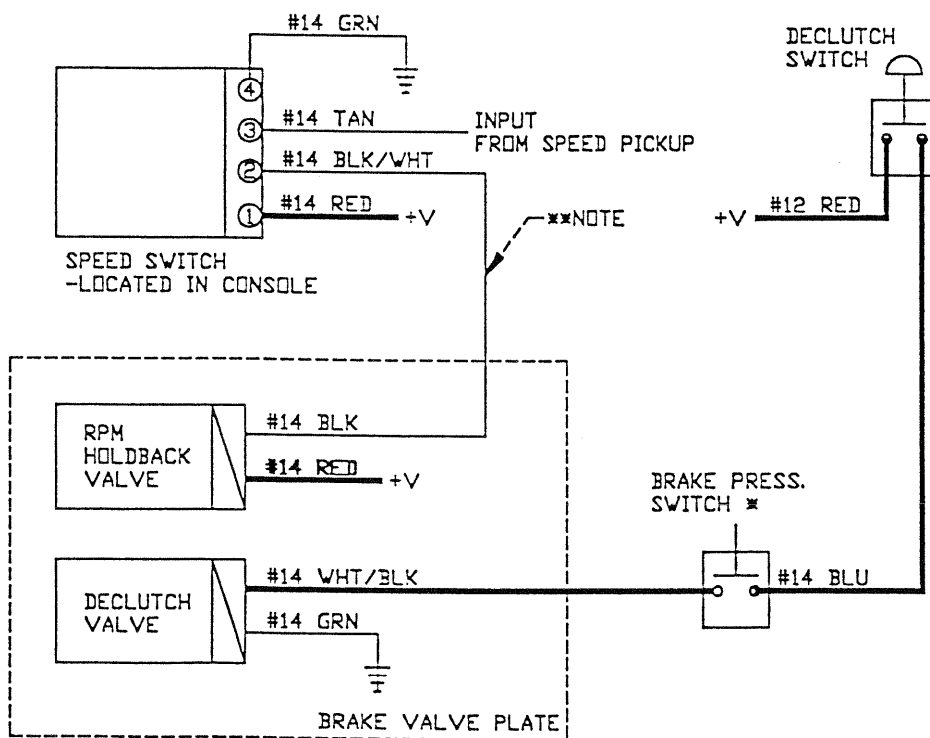 #14 GRN
DECLUTCH
SWITCH
4
3
#14 TAN
INPUT
FROM SPEED PICKUP
2
#14 BLK/WHT
1
#14 RED
+V
**NOTE
+V
#12 RED
SPEED SWITCH
-LOCATED IN CONSOLE
RPM
HOLDBACK
VALVE
#14 BLK
#14 RED
+V
BRAKE PRESS.
SWITCH *
DECLUTCH
VALVE
#14 WHT/BLK
#14 GRN
#14 BLU
BRAKE VALVE PLATE